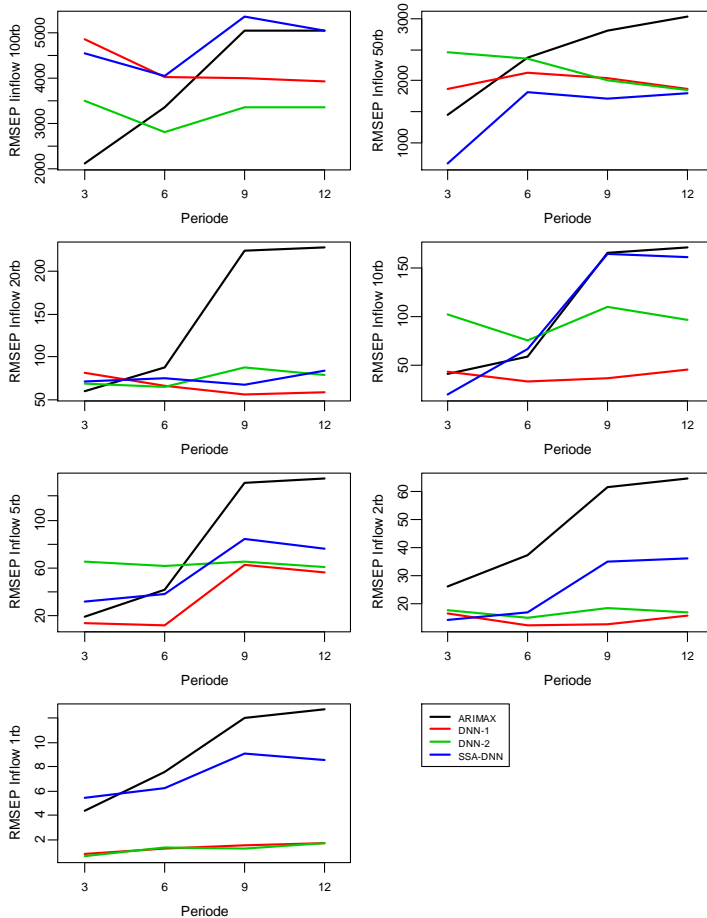 RMSEP Iinflow 100rb
2000 3000 4000 5000
3 6 9 12
Periode
RMSEP Inflow 50rb
1000 2000 3000
3 6 9 12
Periode
RMSEP Inflow 20rb
50 100 150 200
3 6 9 12
Periode
RMSEP Inflow 10rb
50 100 150
3 6 9 12
Periode
RMSEP Inflow 5rb
20 60 100
3 6 9 12
Periode
RMSEP Inflow 2rb
20 30 40 50 60
3 6 9 12
Periode
RMSEP Inflow 1rb
2 4 6 8 10
3 6 9 12
Periode
ARIMAX
DNN-1
DNN-2
SSA-DNN